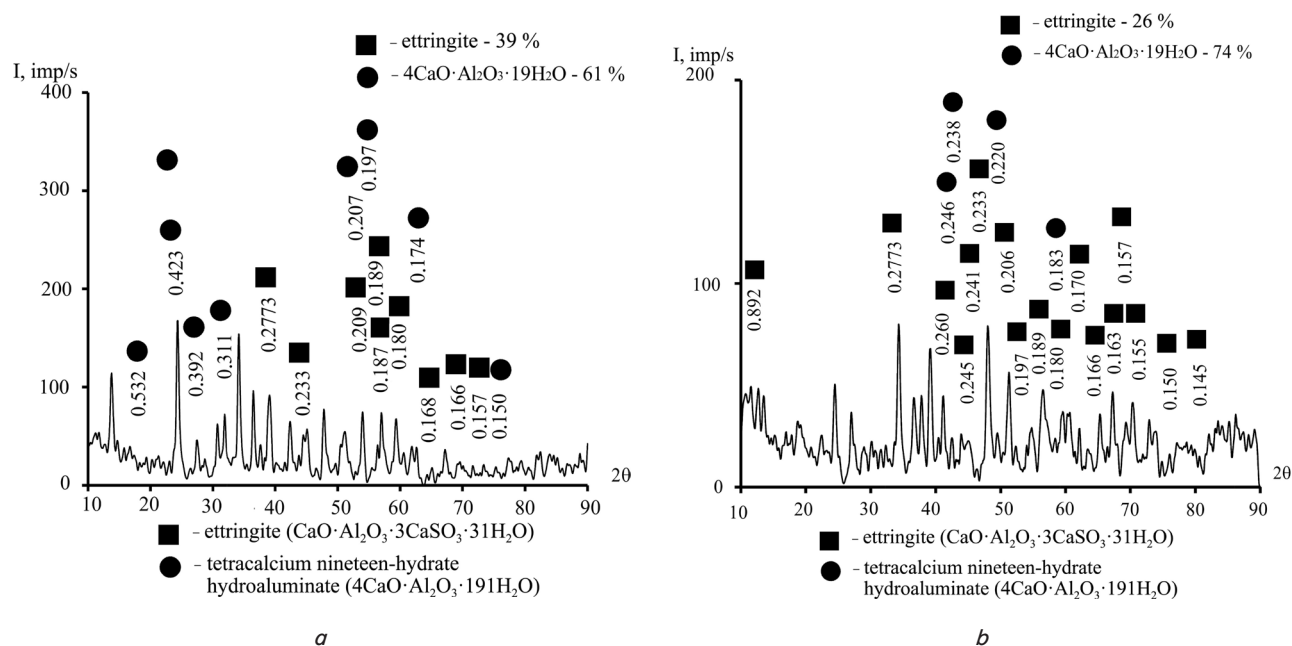 – ettringite - 39 %
– 4CaO·Al₂O₃·19H₂O - 61 %
I, imp/s
400
300
200
100
0
10 20 30 40 50 60 70 80 90
2θ
0.532
0.423
0.392
0.311
0.2773
0.233
0.207
0.197
0.209
0.189
0.187
0.180
0.174
0.168
0.166
0.157
0.150
– ettringite (CaO·Al₂O₃·3CaSO₃·31H₂O)
– tetracalcium nineteen-hydrate
hydroaluminate (4CaO·Al₂O₃·191H₂O)
a
– ettringite - 26 %
– 4CaO·Al₂O₃·19H₂O - 74 %
I, imp/s
200
100
0
10 20 30 40 50 60 70 80 90
2θ
0.892
0.2773
0.260
0.246
0.238
0.245
0.241
0.233
0.220
0.206
0.197
0.189
0.183
0.180
0.170
0.166
0.163
0.157
0.155
0.150
0.145
– ettringite (CaO·Al₂O₃·3CaSO₃·31H₂O)
– tetracalcium nineteen-hydrate
hydroaluminate (4CaO·Al₂O₃·191H₂O)
b